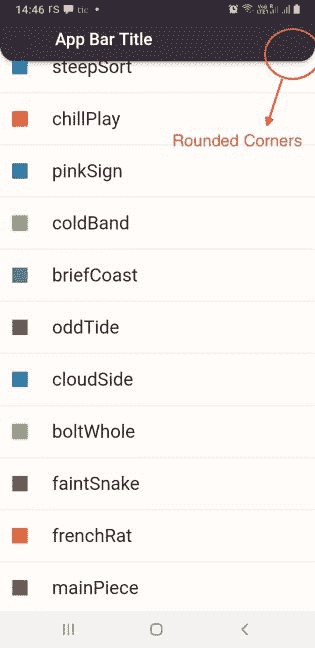 14:46
App Bar Title
steepSort
chillPlay
Rounded Corners
pinkSign
coldBand
briefCoast
oddTide
cloudSide
boltWhole
faintSnake
frenchRat
mainPiece